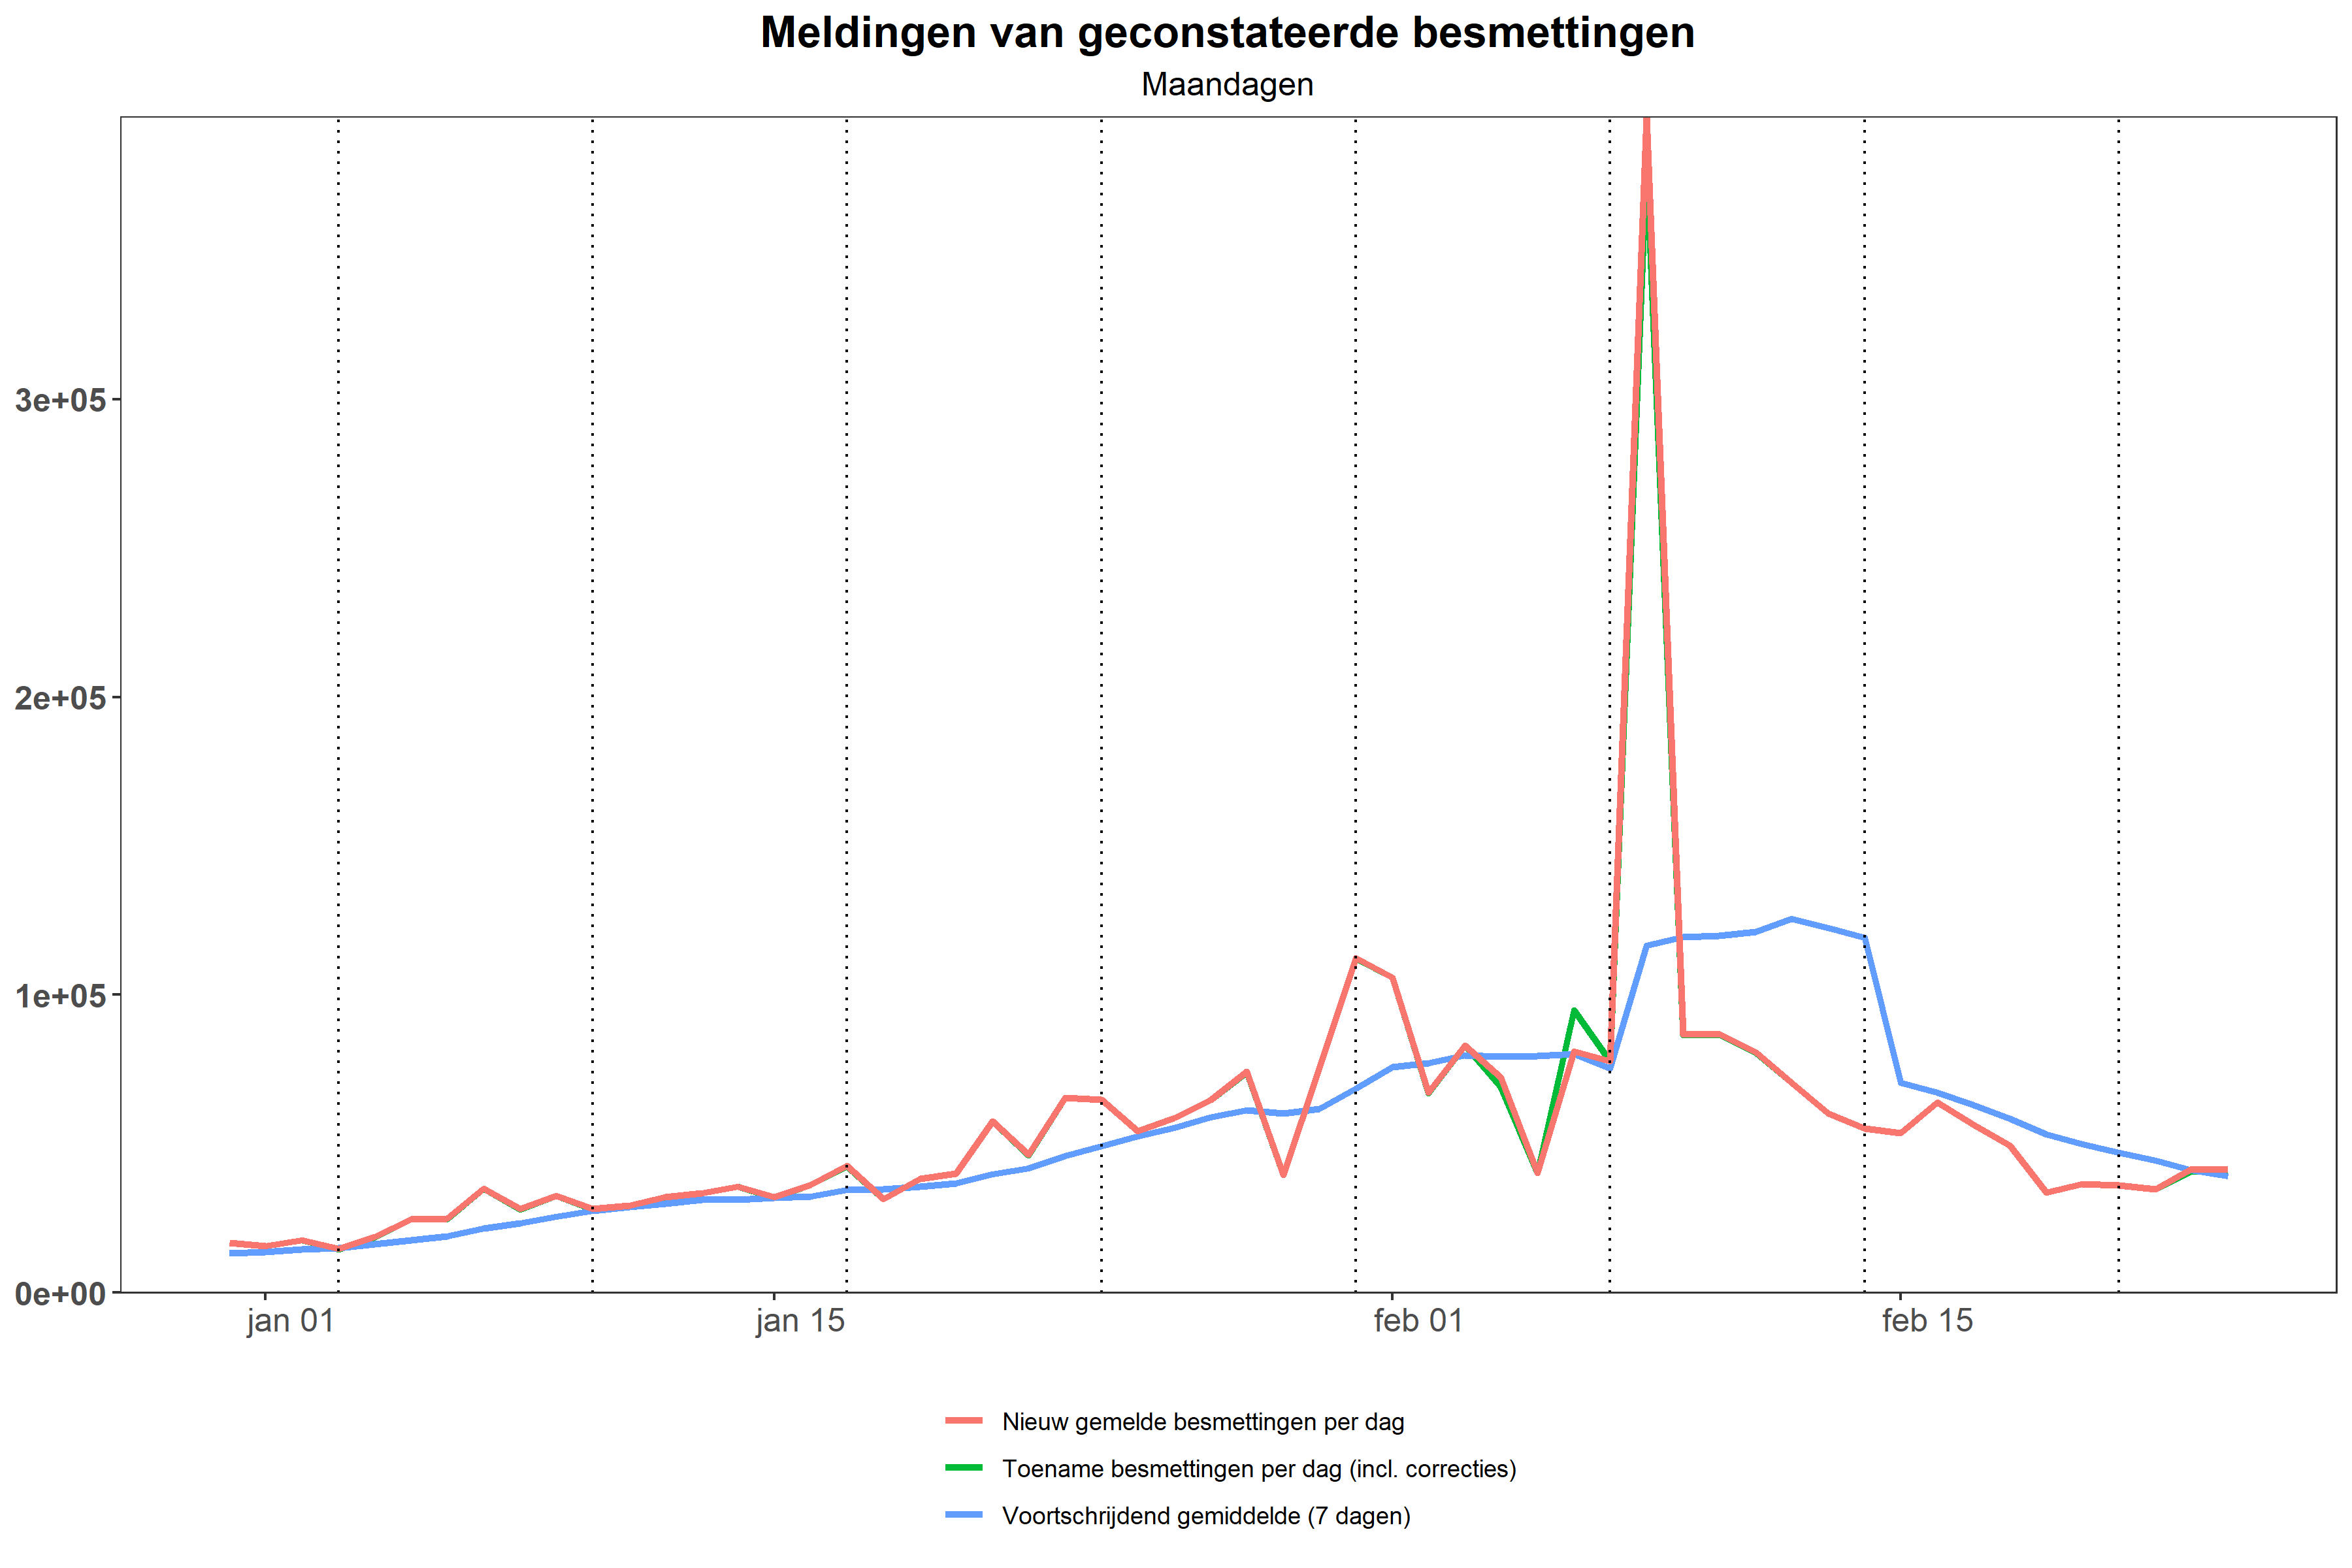 Meldingen van geconstateerde besmettingen
Maandagen
3e+05
2e+05
1e+05
0e+00
jan 01
jan 15
feb 01
feb 15
Nieuw gemelde besmettingen per dag
Toename besmettingen per dag (incl. correcties)
Voortschrijdend gemiddelde (7 dagen)